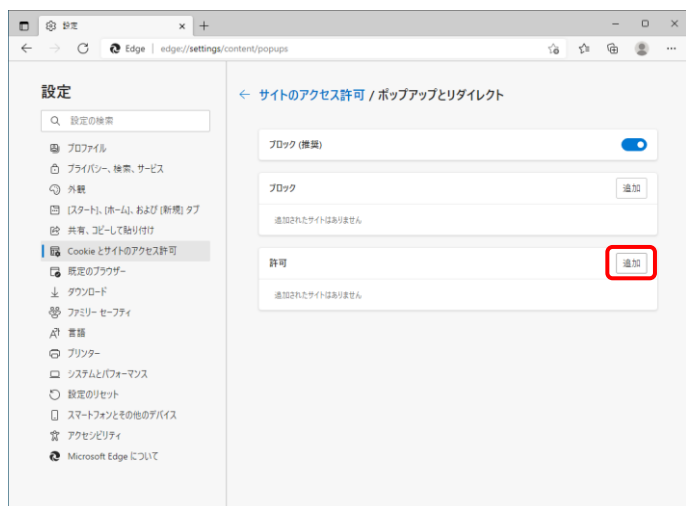 設定
Edge | edge://settings/content/popups
設定
設定の検索
プロファイル
プライバシー、検索、サービス
外観
[スタート]、[ホーム]、および [新規] タブ
共有、コピーして貼り付け
Cookie とサイトのアクセス許可
既定のブラウザー
ダウンロード
ファミリー セーフティ
言語
プリンター
システムとパフォーマンス
設定のリセット
スマートフォンとその他のデバイス
アクセシビリティ
Microsoft Edge について
サイトのアクセス許可 / ポップアップとリダイレクト
ブロック (推奨)
ブロック
追加
追加されたサイトはありません
許可
追加
追加されたサイトはありません